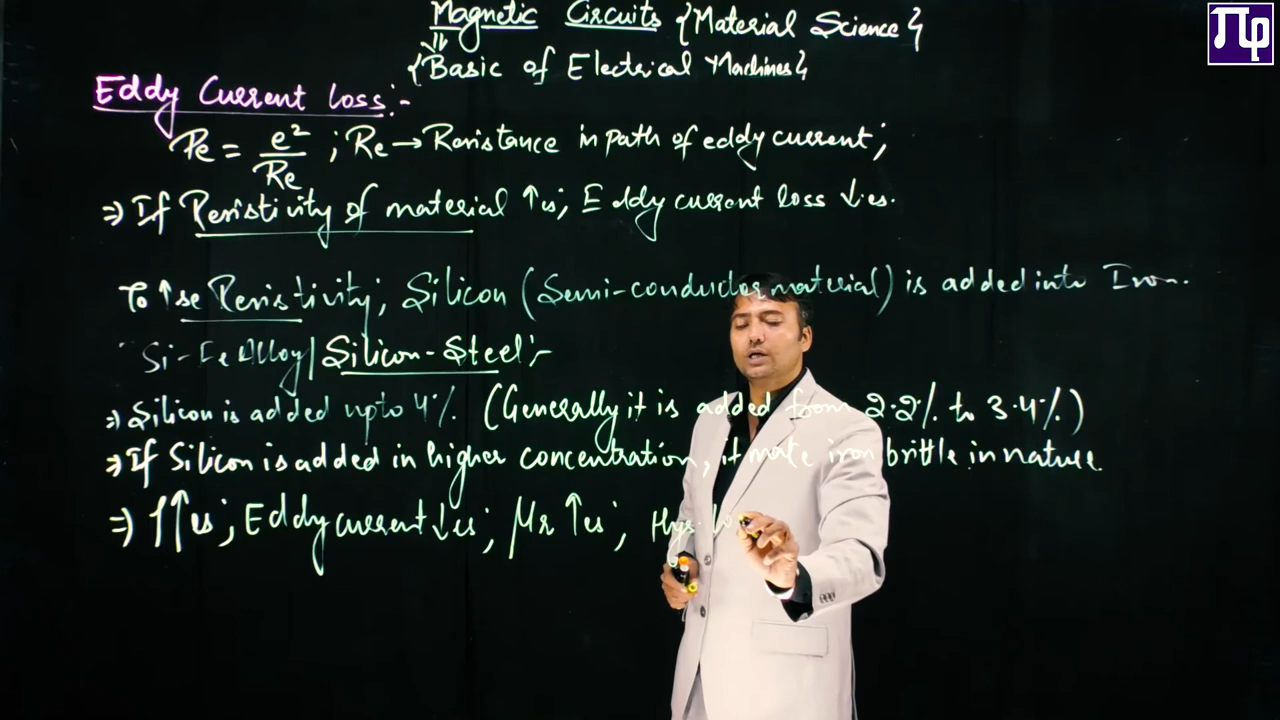 Magnetic Circuits {Material Science}
⇓
{Basic of Electrical Machines}
Eddy Current Loss:-
Pe = e²/Re ; Re → Resistance in path of eddy current;
⇒ If Resistivity of material ↑es; Eddy current loss ↓es.
To ↑se Resistivity; Silicon (Semi-conductor material) is added into Iron.
Si-Fe Alloy/Silicon-Steel:-
⇒ Silicon is added upto 4% (Generally it is added from 2.2% to 3.4%)
⇒ If Silicon is added in higher concentration, it make iron brittle in nature.
⇒ ρ↑es; Eddy current ↓es; μr ↑es; Hys.